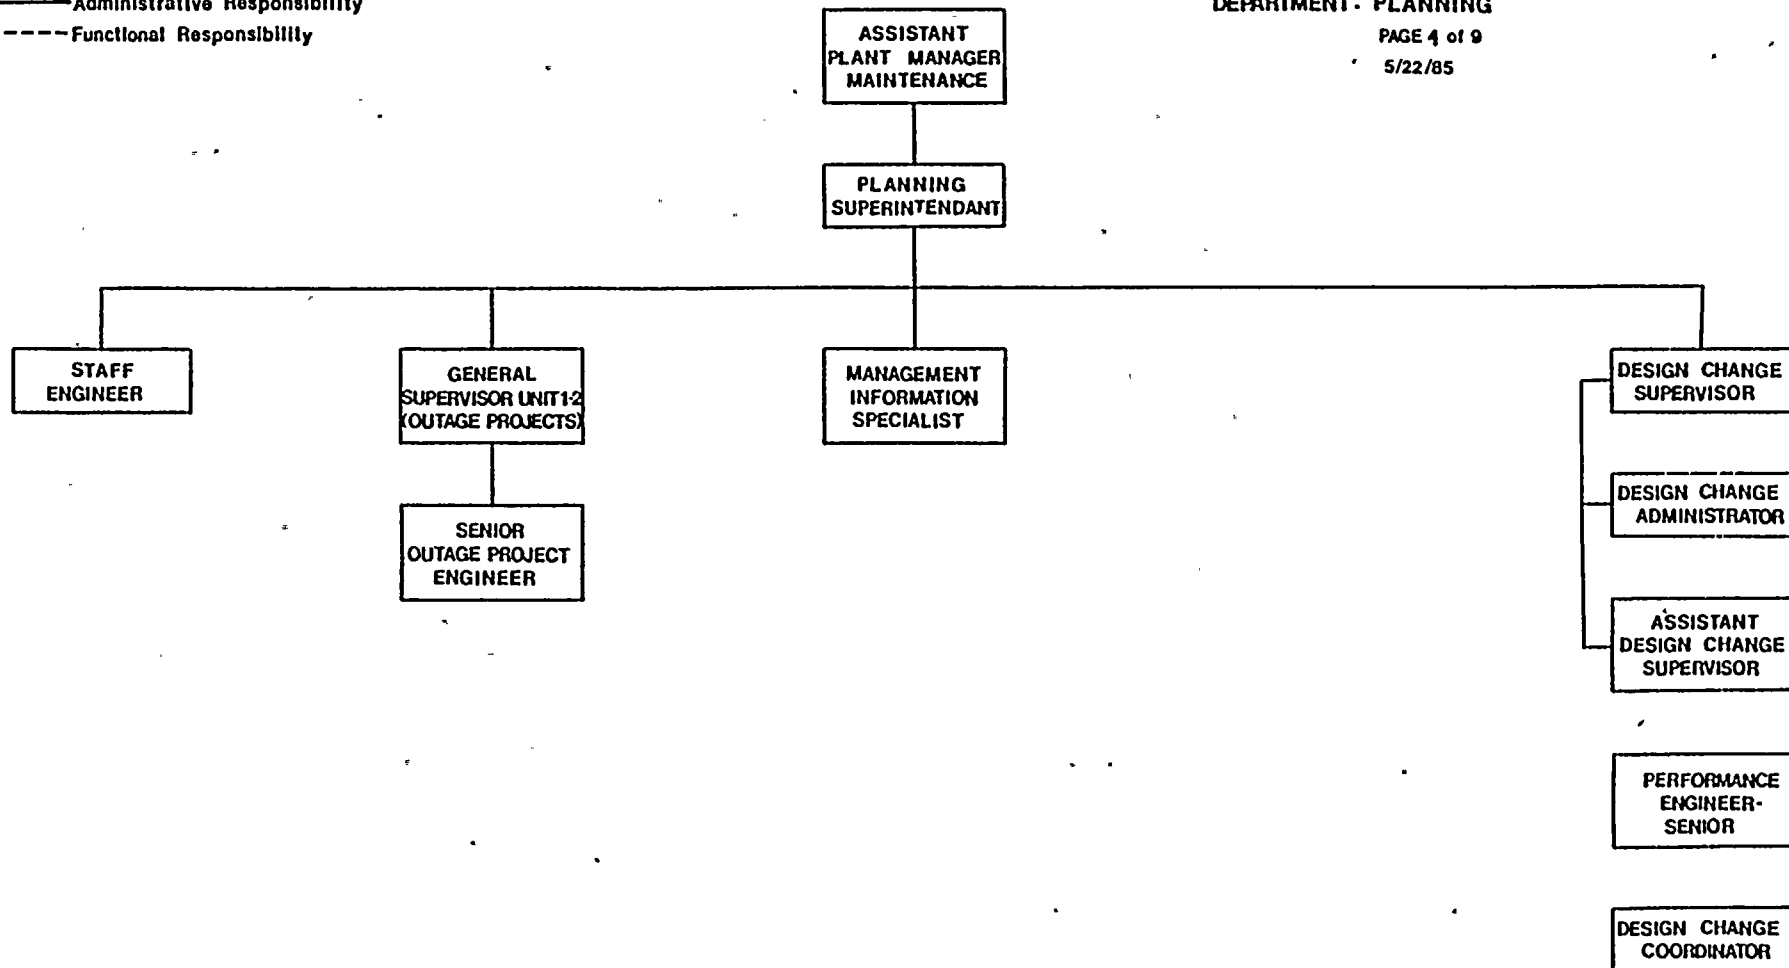 Administrative Responsibility
Functional Responsibility
DEPARTMENT. PLANNING
PAGE 4 of 9
5/22/85
ASSISTANT
PLANT MANAGER
MAINTENANCE
PLANNING
SUPERINTENDANT
STAFF
ENGINEER
GENERAL
SUPERVISOR UNIT 1-2
(OUTAGE PROJECTS)
SENIOR
OUTAGE PROJECT
ENGINEER
MANAGEMENT
INFORMATION
SPECIALIST
DESIGN CHANGE
SUPERVISOR
DESIGN CHANGE
ADMINISTRATOR
ASSISTANT
DESIGN CHANGE
SUPERVISOR
PERFORMANCE
ENGINEER-
SENIOR
DESIGN CHANGE
COORDINATOR